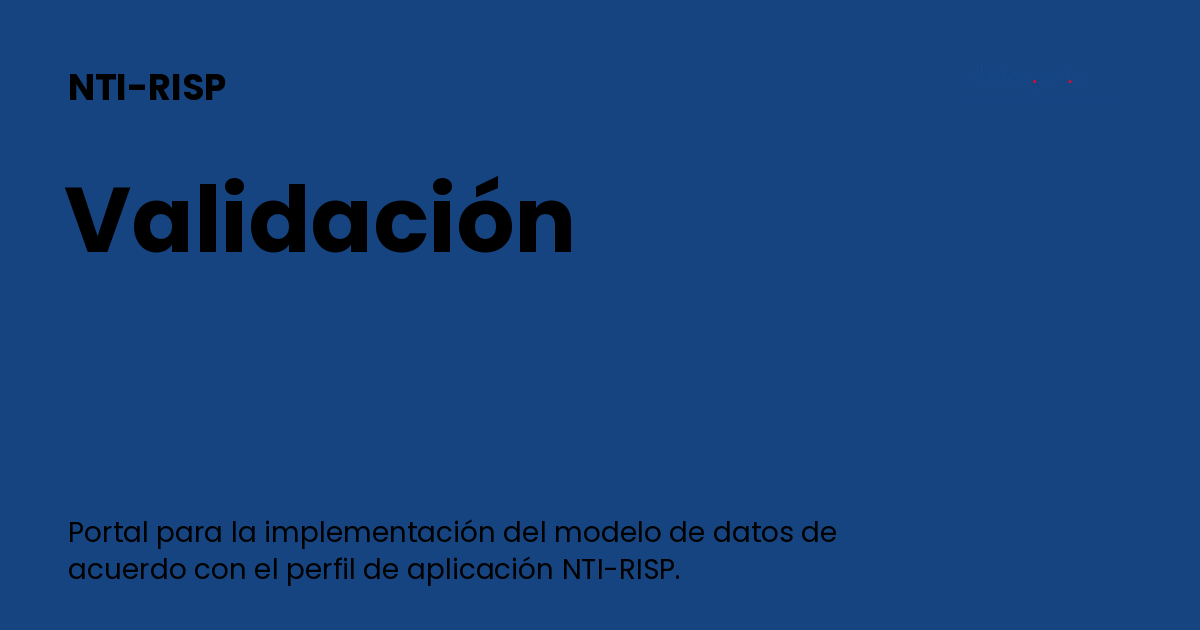 NTI-RISP
Validación
Portal para la implementación del modelo de datos de
acuerdo con el perfil de aplicación NTI-RISP.